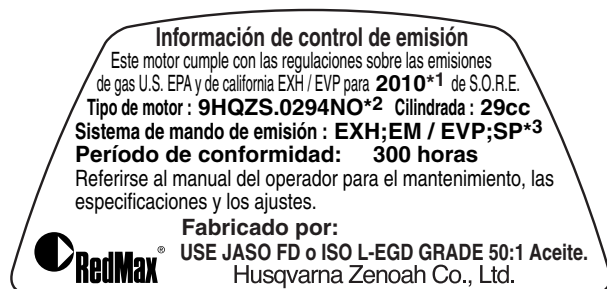 Información de control de emisión
Este motor cumple con las regulaciones sobre las emisiones
de gas U.S. EPA y de california EXH / EVP para 2010*1 de S.O.R.E.
Tipo de motor : 9HQZS.0294NO*2 Cilindrada : 29cc
Sistema de mando de emisión : EXH;EM / EVP;SP*3
Período de conformidad: 300 horas
Referirse al manual del operador para el mantenimiento, las
especificaciones y los ajustes.
Fabricado por:
RedMax® USE JASO FD o ISO L-EGD GRADE 50:1 Aceite.
Husqvarna Zenoah Co., Ltd.